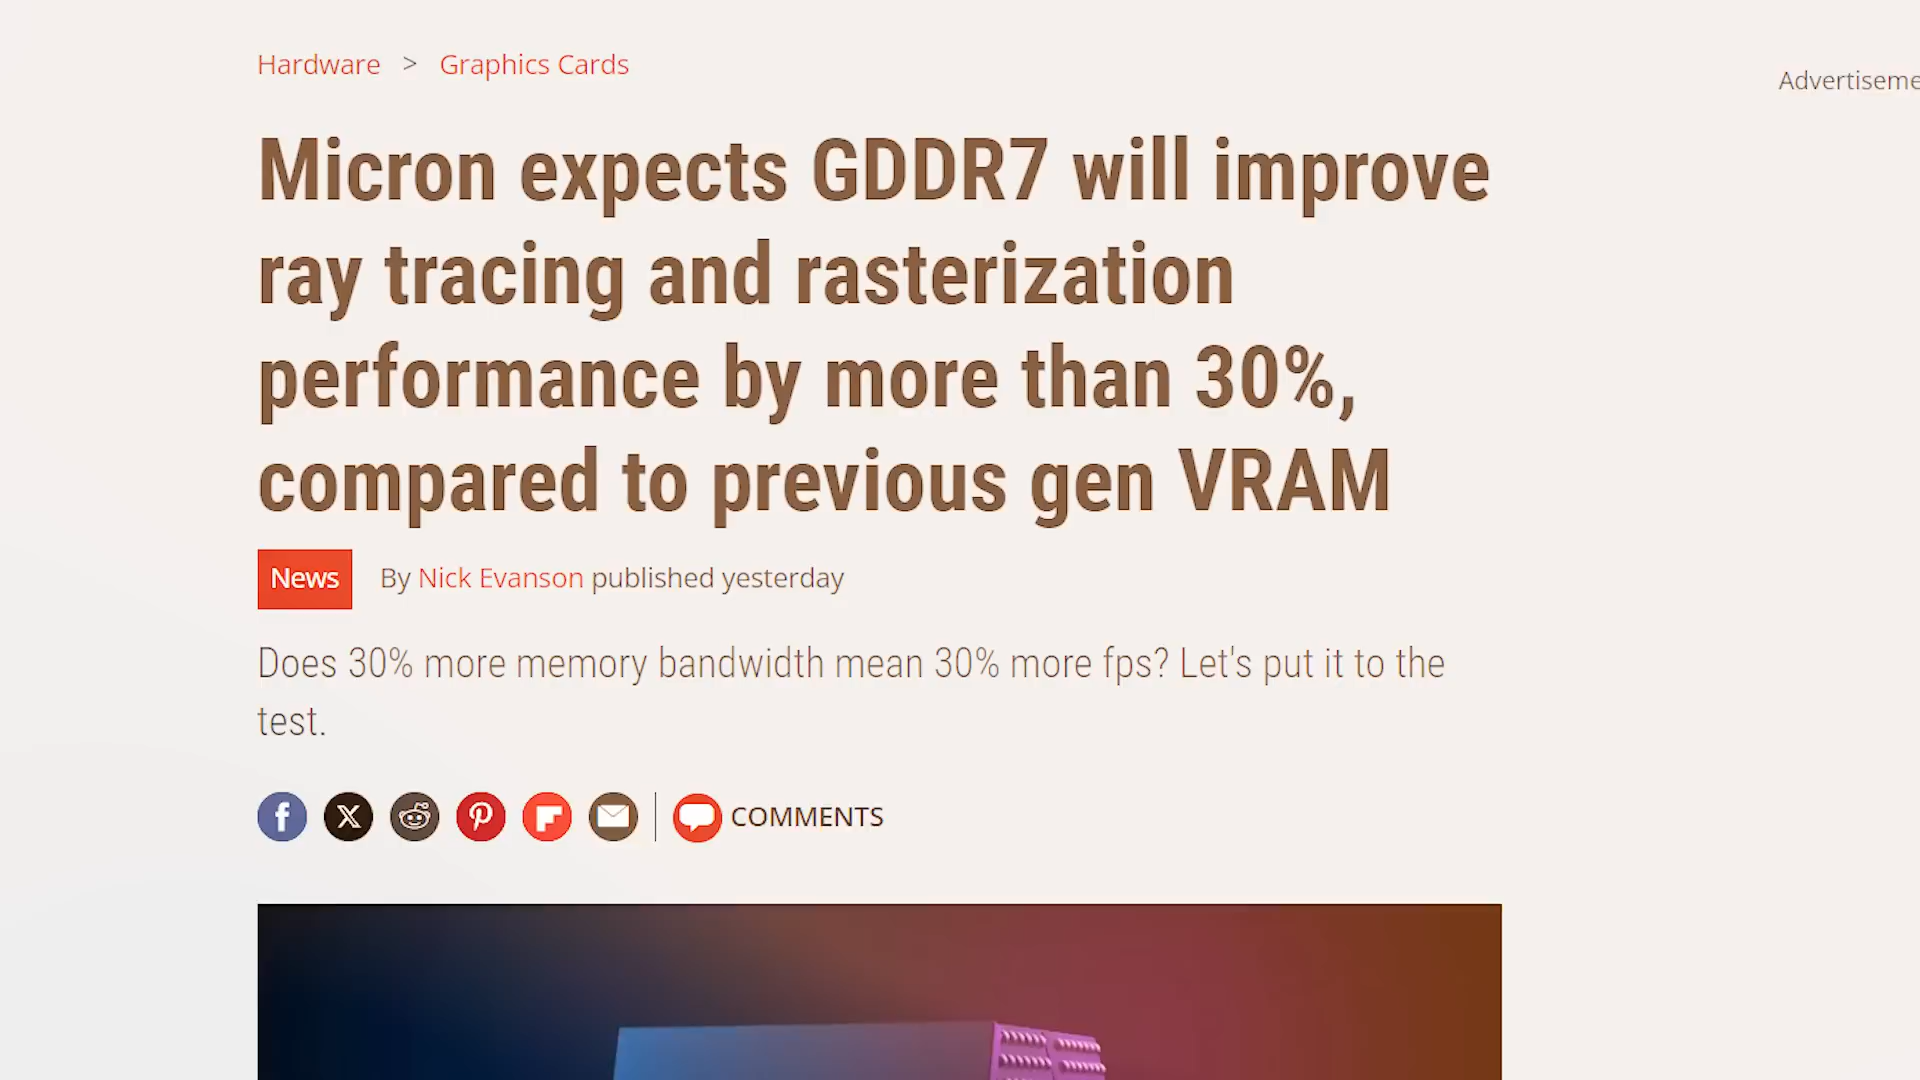 Hardware > Graphics Cards
Advertiseme
Micron expects GDDR7 will improve
ray tracing and rasterization
performance by more than 30%,
compared to previous gen VRAM
News By Nick Evanson published yesterday
Does 30% more memory bandwidth mean 30% more fps? Let's put it to the
test.
COMMENTS